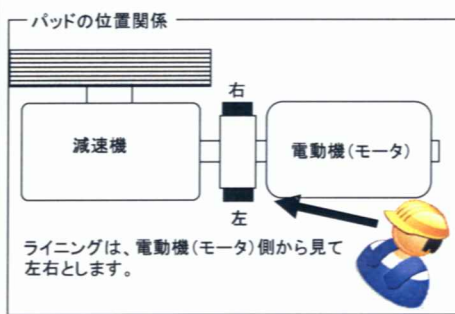 パッドの位置関係
右
減速機
電動機(モータ)
左
ライニングは、電動機(モータ)側から見て
左右とします。